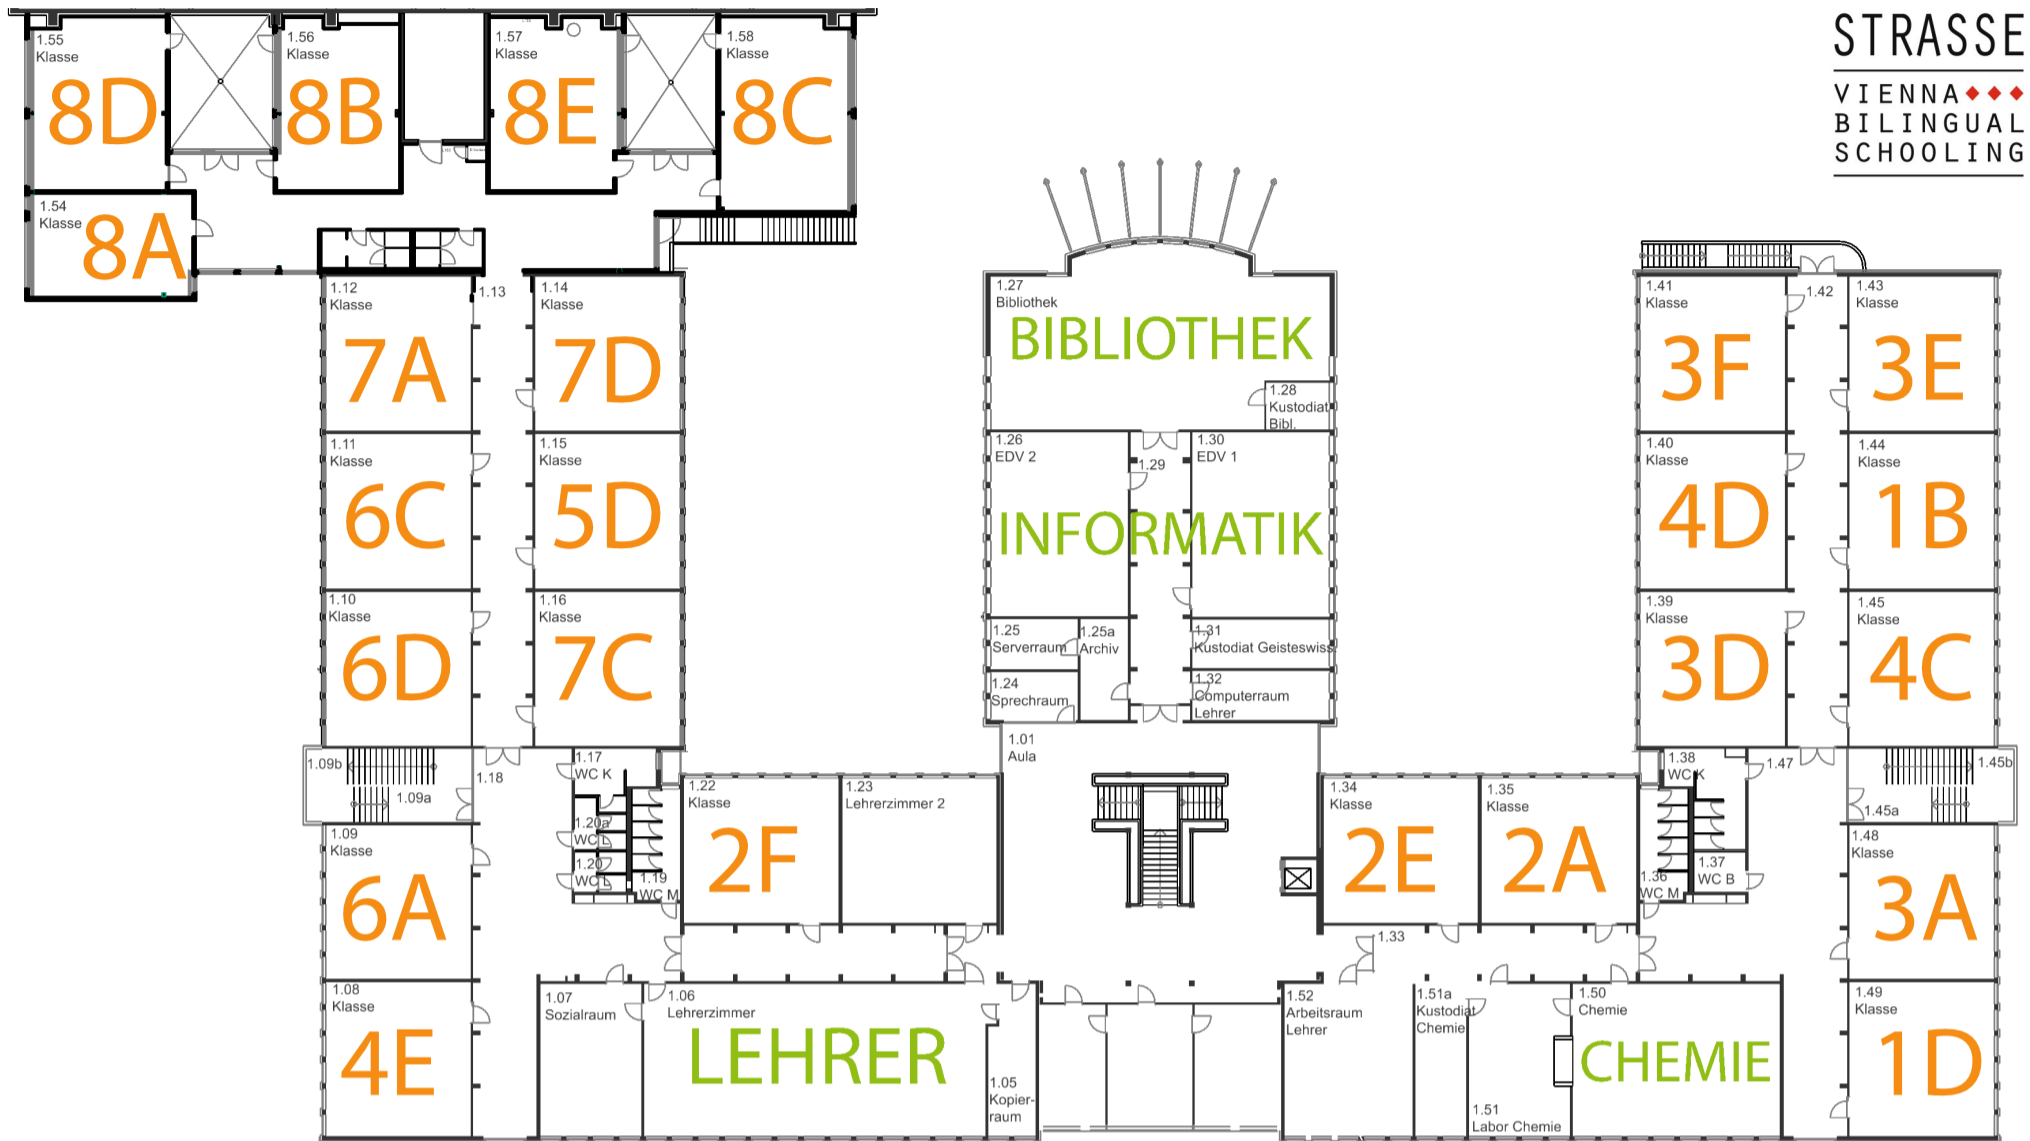 STRASSE
VIENNA
BILINGUAL
SCHOOLING
1.55
Klasse
8D
1.56
Klasse
8B
1.57
Klasse
8E
1.58
Klasse
8C
1.54
Klasse
8A
1.12
Klasse
7A
1.13
1.14
Klasse
7D
1.11
Klasse
6C
1.15
Klasse
5D
1.10
Klasse
6D
1.16
Klasse
7C
1.27
Bibliothek
BIBLIOTHEK
1.28
Kustodiat
Bibl.
1.26
EDV 2
1.29
1.30
EDV 1
INFORMATIK
1.25
Serverraum
1.25a
Archiv
1.31
Kustodiat Geisteswiss
1.24
Sprechraum
1.32
Computerraum
Lehrer
1.41
Klasse
3F
1.42
1.43
Klasse
3E
1.40
Klasse
4D
1.44
Klasse
1B
1.39
Klasse
3D
1.45
Klasse
4C
1.09b
1.09a
1.18
1.17
WC K
1.20a
WC L
1.20
WC L
1.19
WC M
1.22
Klasse
2F
1.23
Lehrerzimmer 2
1.01
Aula
1.34
Klasse
2E
1.35
Klasse
2A
1.38
WC K
1.47
1.45b
1.45a
1.37
WC B
1.36
WC M
1.09
Klasse
6A
1.48
Klasse
3A
1.33
1.08
Klasse
4E
1.07
Sozialraum
1.06
Lehrerzimmer
LEHRER
1.05
Kopier-
raum
1.52
Arbeitsraum
Lehrer
1.51a
Kustodiat
Chemie
1.51
Labor Chemie
1.50
Chemie
CHEMIE
1.49
Klasse
1D